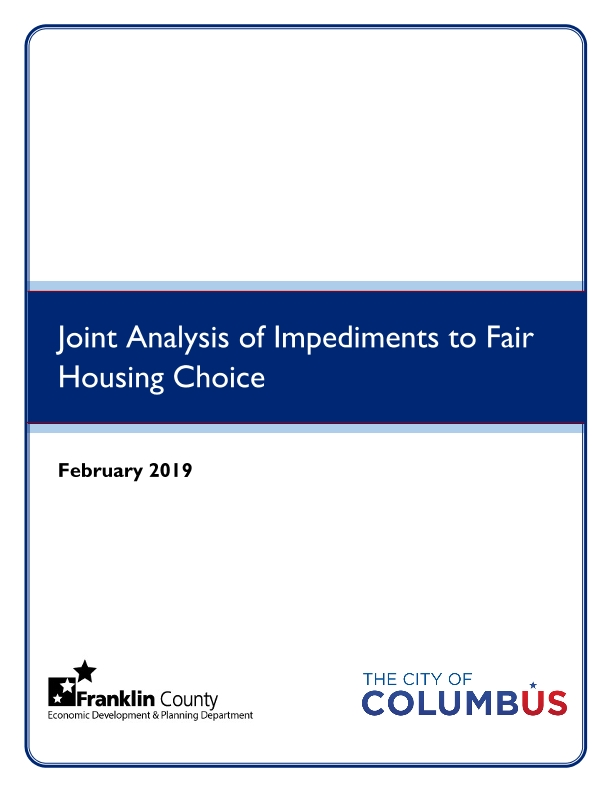 Joint Analysis of Impediments to Fair
Housing Choice
February 2019
Franklin County
Economic Development & Planning Department
THE CITY OF
COLUMBUS